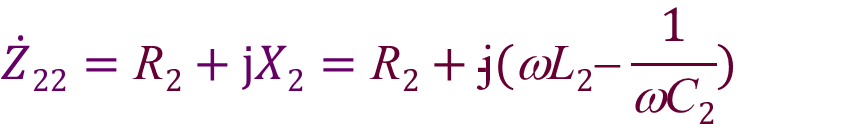 Ż₂₂ = R₂ + jX₂ = R₂ + j(ωL₂ − 1/(ωC₂))